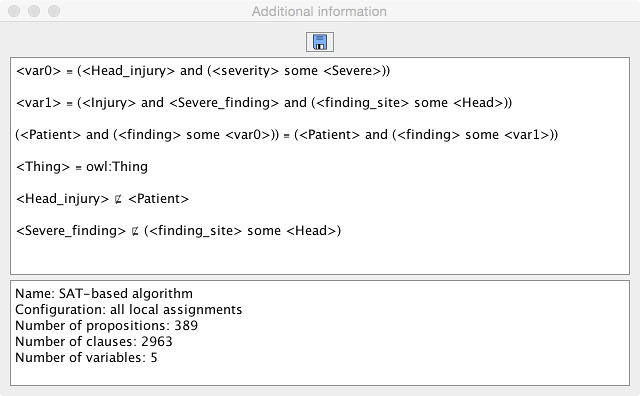 Additional information
<var0> = (<Head_injury> and (<severity> some <Severe>))
<var1> = (<Injury> and <Severe_finding> and (<finding_site> some <Head>))
(<Patient> and (<finding> some <var0>)) = (<Patient> and (<finding> some <var1>))
<Thing> = owl:Thing
<Head_injury> ⊄ <Patient>
<Severe_finding> ⊄ (<finding_site> some <Head>)
Name: SAT-based algorithm
Configuration: all local assignments
Number of propositions: 389
Number of clauses: 2963
Number of variables: 5